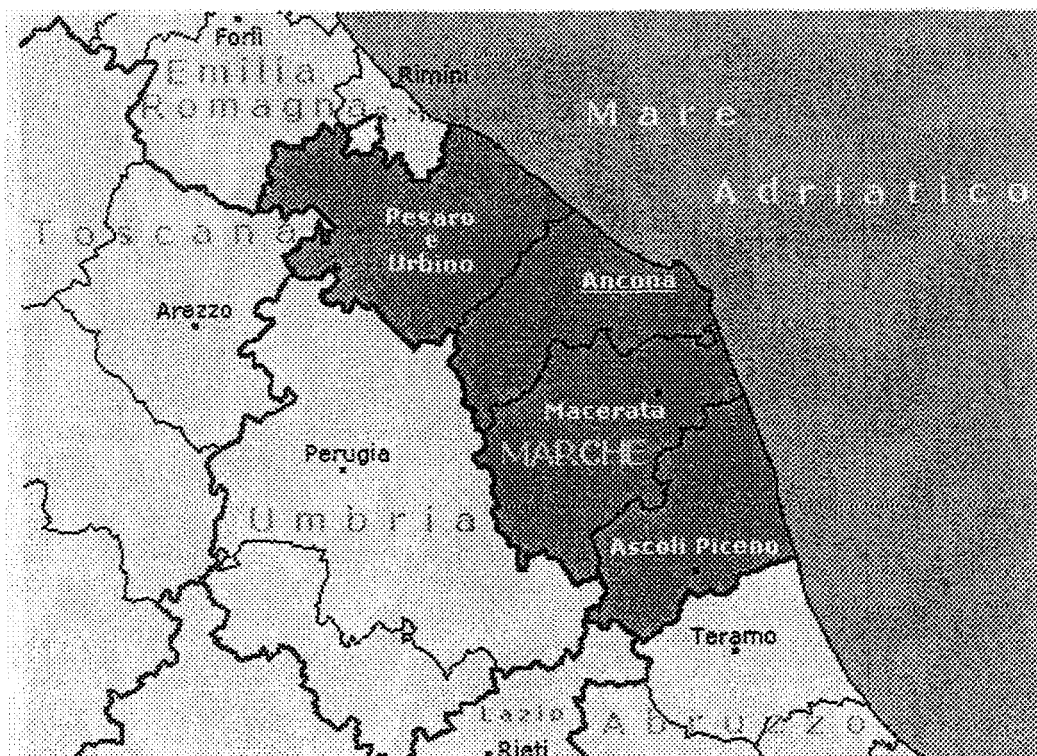 Forlì
Emilia
Rimini
Romagna
Mare
Adriatico
Pesaro
e
Urbino
Toscana
Ancona
Arezzo
Macerata
MARCHE
Perugia
Umbria
Ascoli Piceno
Teramo
Lazio
Abruzzo
Rieti